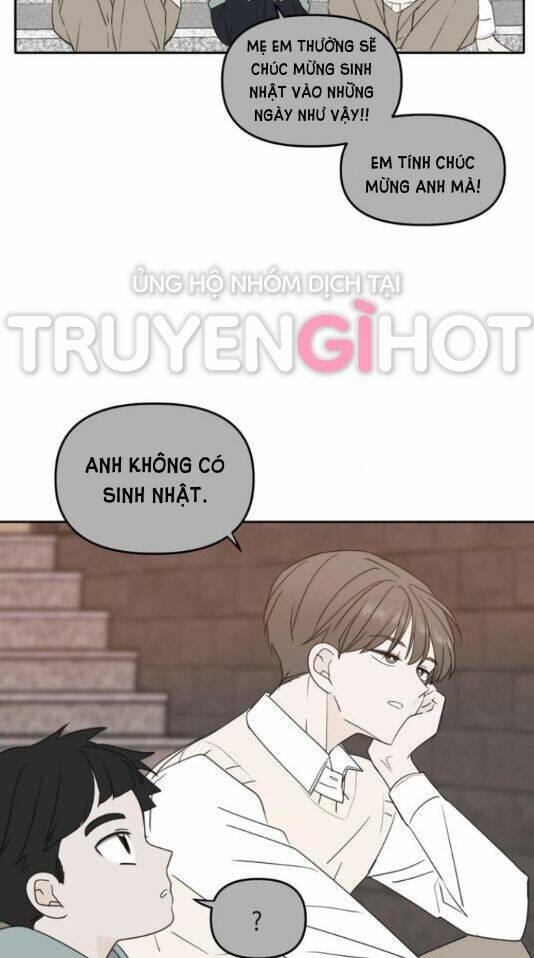 MẸ EM THƯỜNG SẼ
CHÚC MỪNG SINH
NHẬT VÀO NHỮNG
NGÀY NHƯ VẬY!!
EM TÍNH CHÚC
MỪNG ANH MÀ!
ỦNG HỘ NHÓM DỊCH TẠI
TRUYENGÌHOT
ANH KHÔNG CÓ
SINH NHẬT.
?